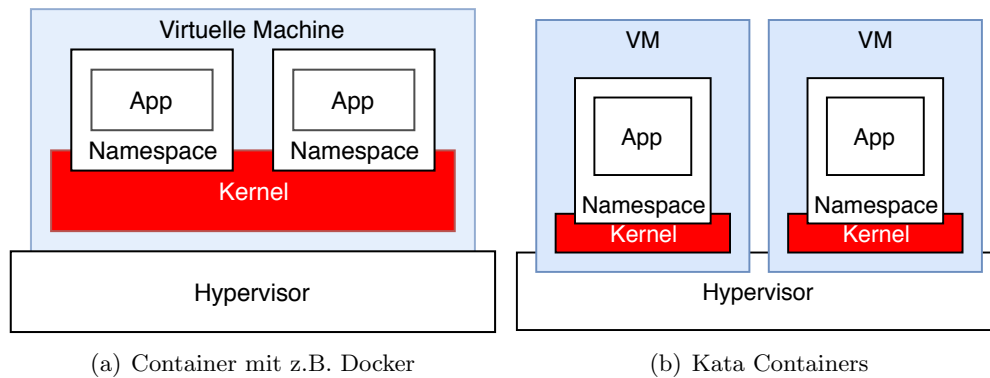 Virtuelle Machine
App
App
Namespace
Namespace
Kernel
Hypervisor
(a) Container mit z.B. Docker
VM
VM
App
App
Namespace
Namespace
Kernel
Kernel
Hypervisor
(b) Kata Containers